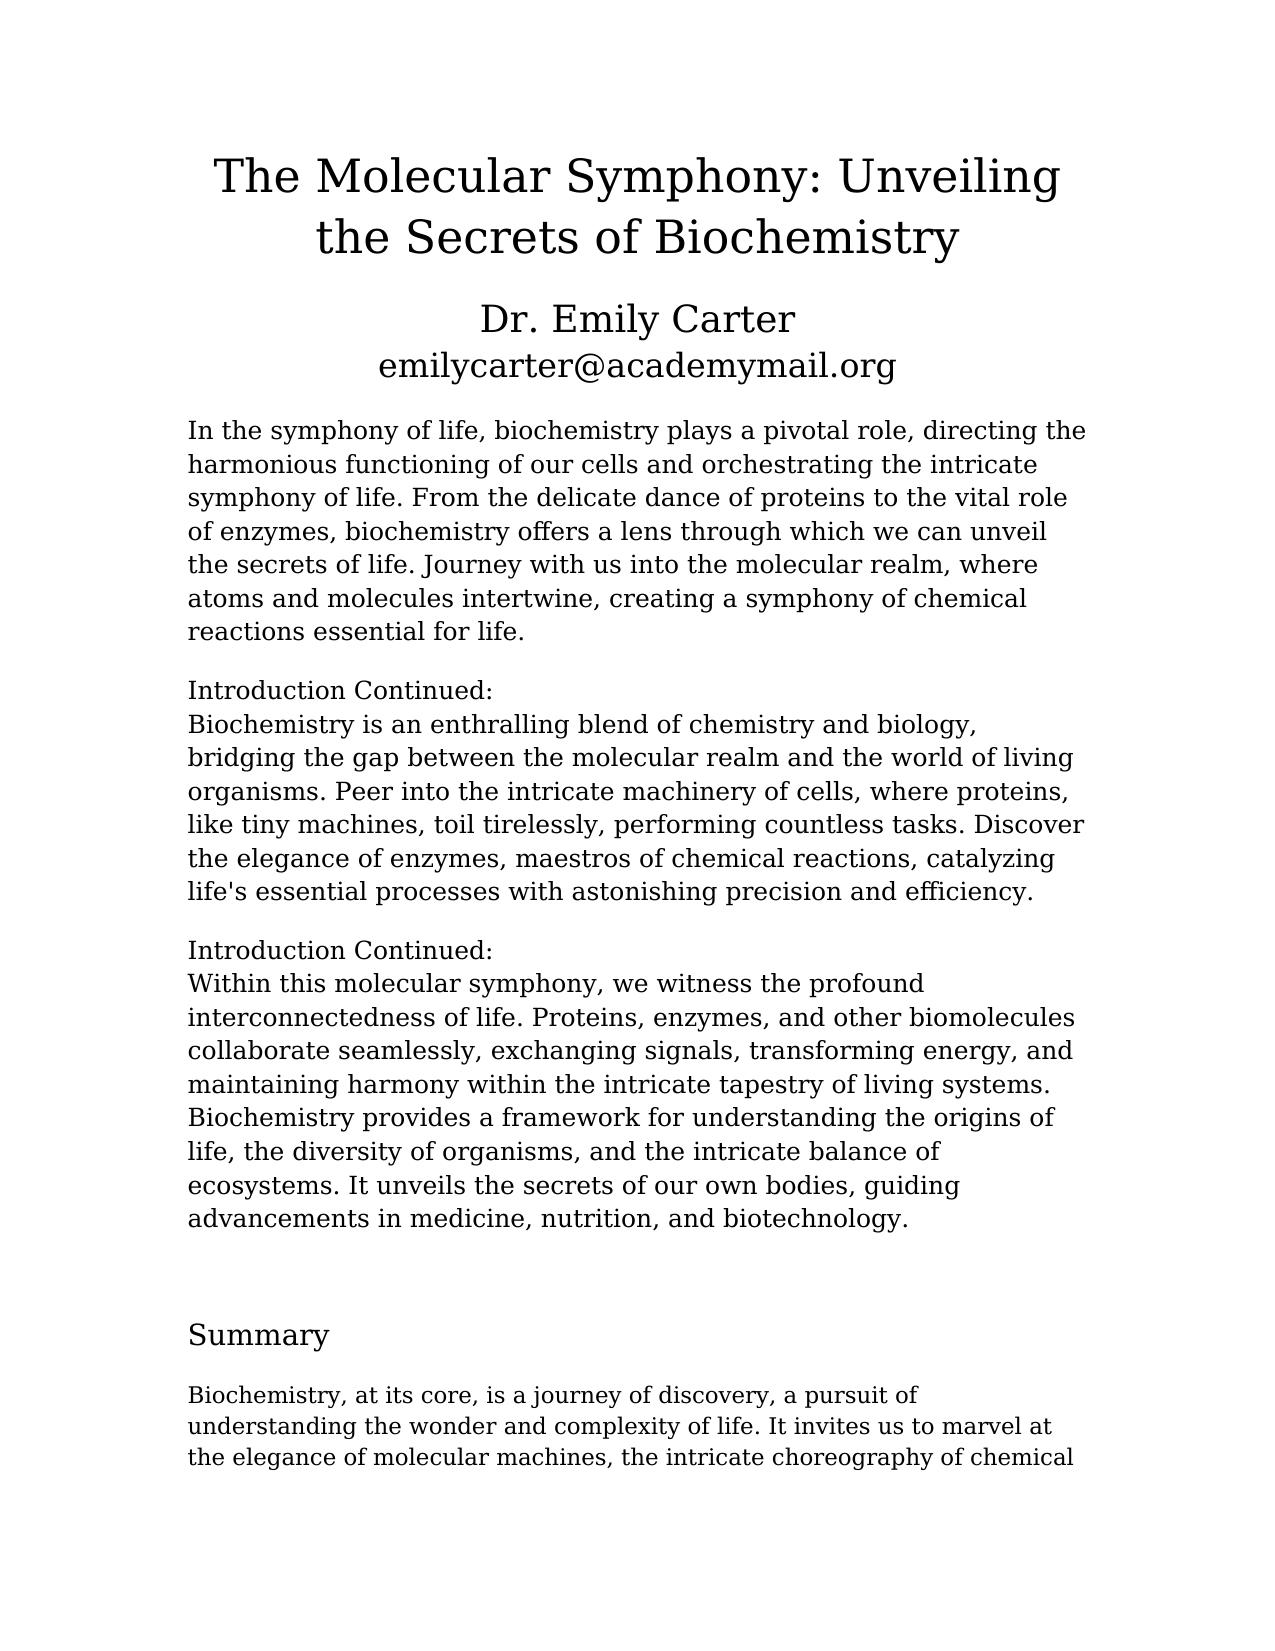 The Molecular Symphony: Unveiling
the Secrets of Biochemistry
Dr. Emily Carter
emilycarter@academymail.org
In the symphony of life, biochemistry plays a pivotal role, directing the
harmonious functioning of our cells and orchestrating the intricate
symphony of life. From the delicate dance of proteins to the vital role
of enzymes, biochemistry offers a lens through which we can unveil
the secrets of life. Journey with us into the molecular realm, where
atoms and molecules intertwine, creating a symphony of chemical
reactions essential for life.
Introduction Continued:
Biochemistry is an enthralling blend of chemistry and biology,
bridging the gap between the molecular realm and the world of living
organisms. Peer into the intricate machinery of cells, where proteins,
like tiny machines, toil tirelessly, performing countless tasks. Discover
the elegance of enzymes, maestros of chemical reactions, catalyzing
life's essential processes with astonishing precision and efficiency.
Introduction Continued:
Within this molecular symphony, we witness the profound
interconnectedness of life. Proteins, enzymes, and other biomolecules
collaborate seamlessly, exchanging signals, transforming energy, and
maintaining harmony within the intricate tapestry of living systems.
Biochemistry provides a framework for understanding the origins of
life, the diversity of organisms, and the intricate balance of
ecosystems. It unveils the secrets of our own bodies, guiding
advancements in medicine, nutrition, and biotechnology.
Summary
Biochemistry, at its core, is a journey of discovery, a pursuit of
understanding the wonder and complexity of life. It invites us to marvel at
the elegance of molecular machines, the intricate choreography of chemical